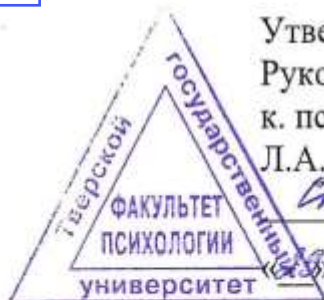 Утве
Руко
к. пс
Л.А.
Тверской
государственный
университет
ФАКУЛЬТЕТ
ПСИХОЛОГИИ